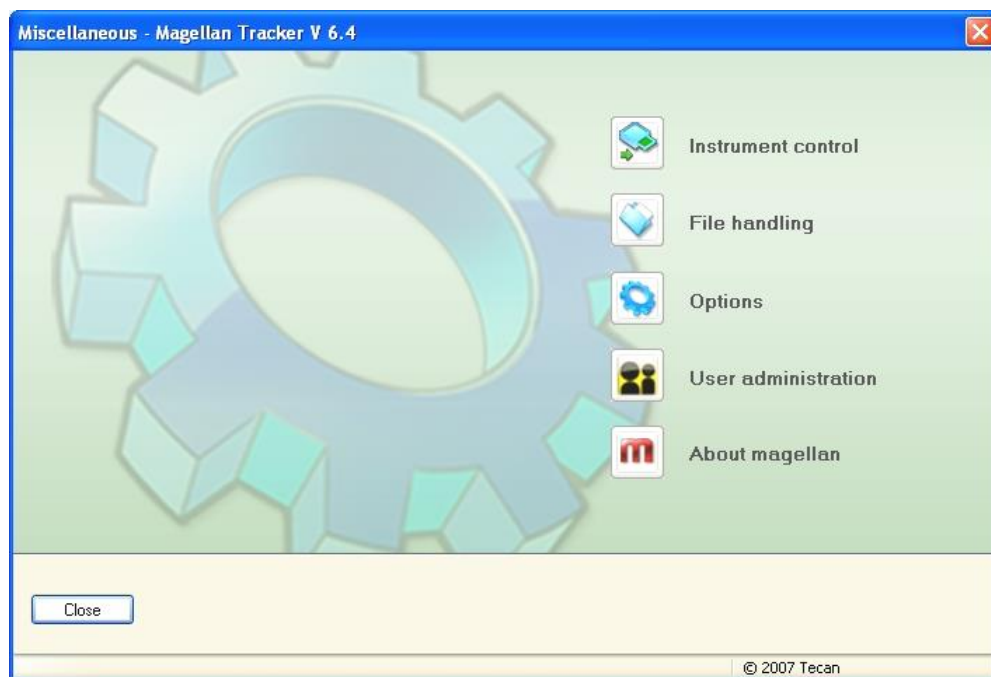 Miscellaneous - Magellan Tracker V 6.4
Instrument control
File handling
Options
User administration
About magellan
Close
© 2007 Tecan